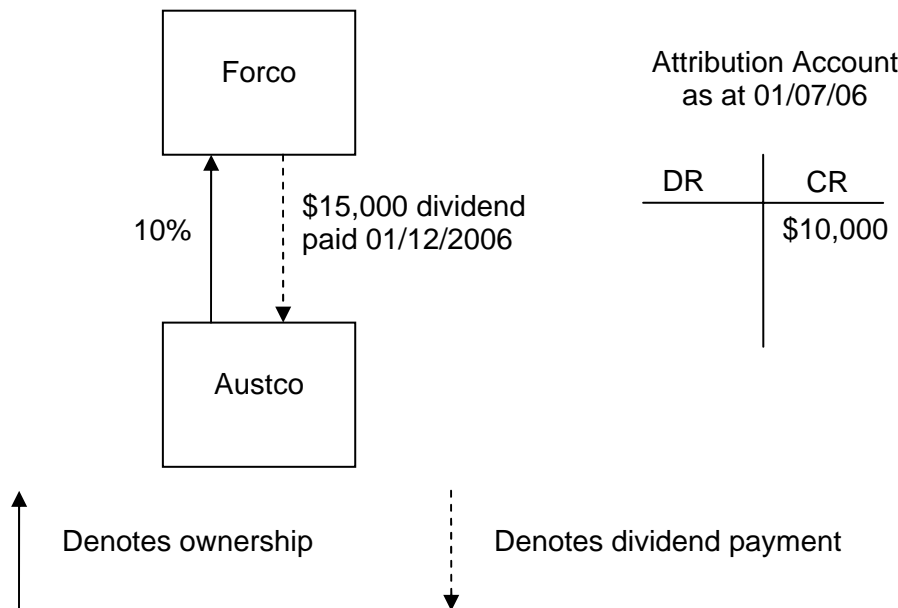 Forco
Attribution Account
as at 01/07/06
DR CR
$10,000
10%
$15,000 dividend
paid 01/12/2006
Austco
Denotes ownership
Denotes dividend payment